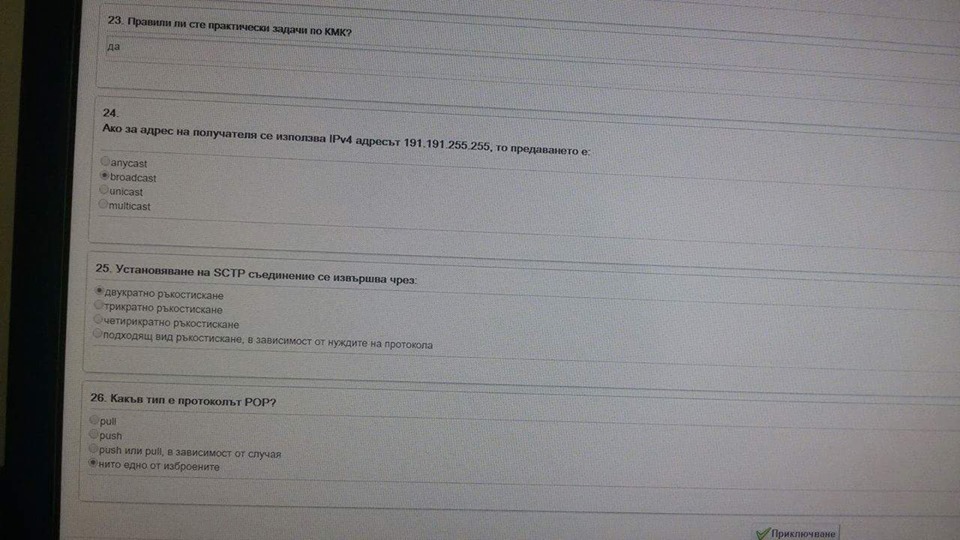 23. Правили ли сте практически задачи по КМК?
да
24.
Ако за адрес на получателя се използва IPv4 адресът 191.191.255.255, то предаването е:
anycast
broadcast
unicast
multicast
25. Установяване на SCTP съединение се извършва чрез:
двукратно ръкостискане
трикратно ръкостискане
четирикратно ръкостискане
подходящ вид ръкостискане, в зависимост от нуждите на протокола
26. Какъв тип е протоколът POP?
pull
push
push или pull, в зависимост от случая
нито едно от изброените
Приключване